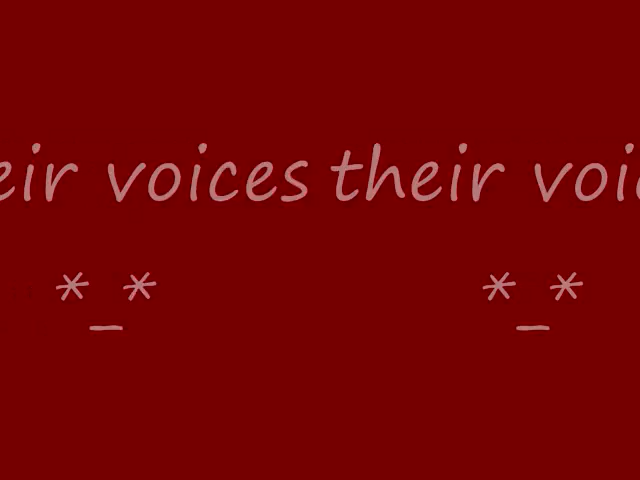 eir voices their voic
*_* *_*